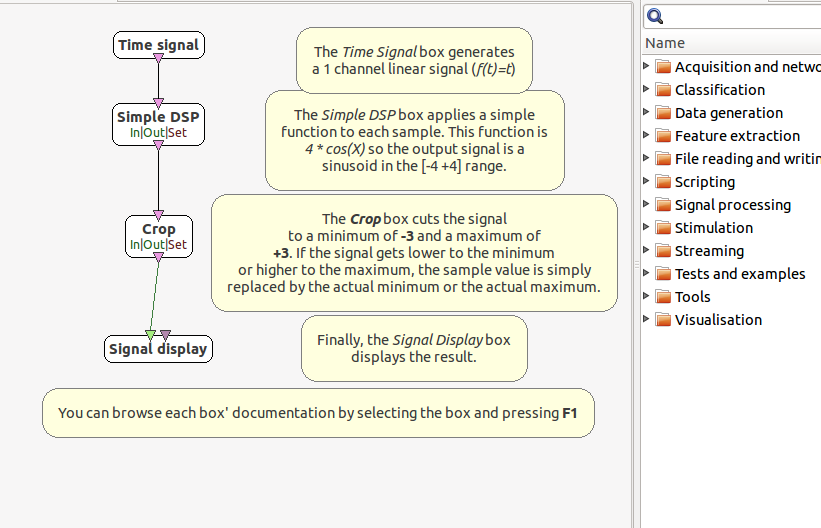 Time signal
The Time Signal box generates
a 1 channel linear signal (f(t)=t)
Simple DSP
In|Out|Set
The Simple DSP box applies a simple
function to each sample. This function is
4 * cos(X) so the output signal is a
sinusoid in the [-4 +4] range.
Crop
In|Out|Set
The Crop box cuts the signal
to a minimum of -3 and a maximum of
+3. If the signal gets lower to the minimum
or higher to the maximum, the sample value is simply
replaced by the actual minimum or the actual maximum.
Signal display
Finally, the Signal Display box
displays the result.
You can browse each box' documentation by selecting the box and pressing F1
Name
Acquisition and netwo
Classification
Data generation
Feature extraction
File reading and writin
Scripting
Signal processing
Stimulation
Streaming
Tests and examples
Tools
Visualisation